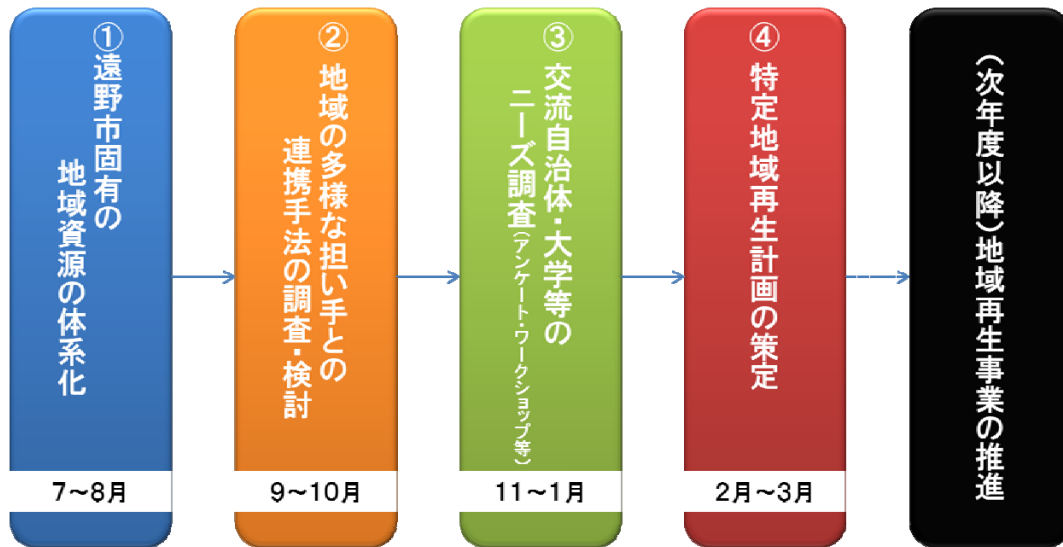 ①遠野市固有の
地域資源の体系化
7～8月
②地域の多様な担い手との
連携手法の調査・検討
9～10月
③交流自治体・大学等の
ニーズ調査(アンケート・ワークショップ等)
11～1月
④特定地域再生計画の策定
2月～3月
(次年度以降)地域再生事業の推進